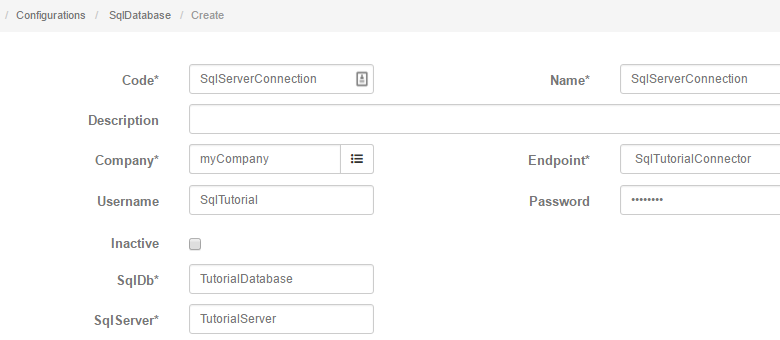 / Configurations / SqlDatabase / Create
Code* SqlServerConnection Name* SqlServerConnection
Description
Company* myCompany Endpoint* SqlTutorialConnector
Username SqlTutorial Password ••••••••
Inactive
SqlDb* TutorialDatabase
SqlServer* TutorialServer